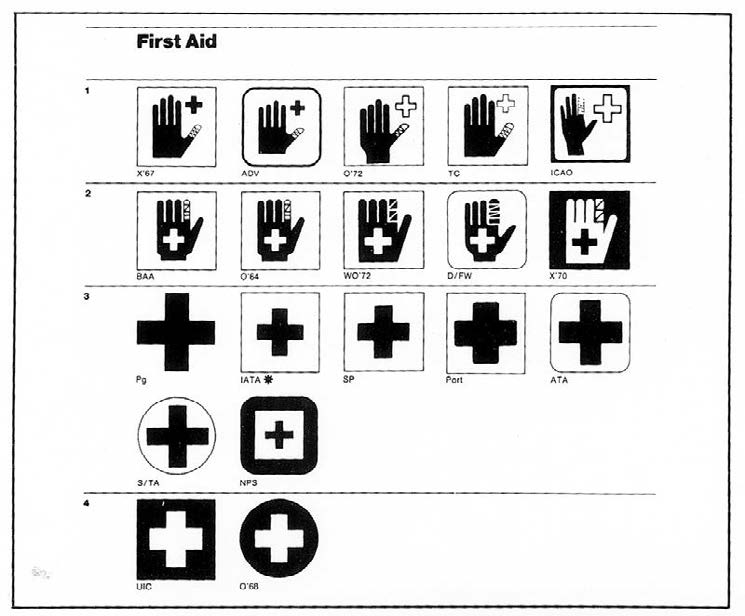 First Aid
1
X'67 ADV O'72 TC ICAO
2
BAA O'64 WO'72 D/FW X'70
3
Pg IATA ✷ SP Port ATA
S/TA NPS
4
UIC O'68